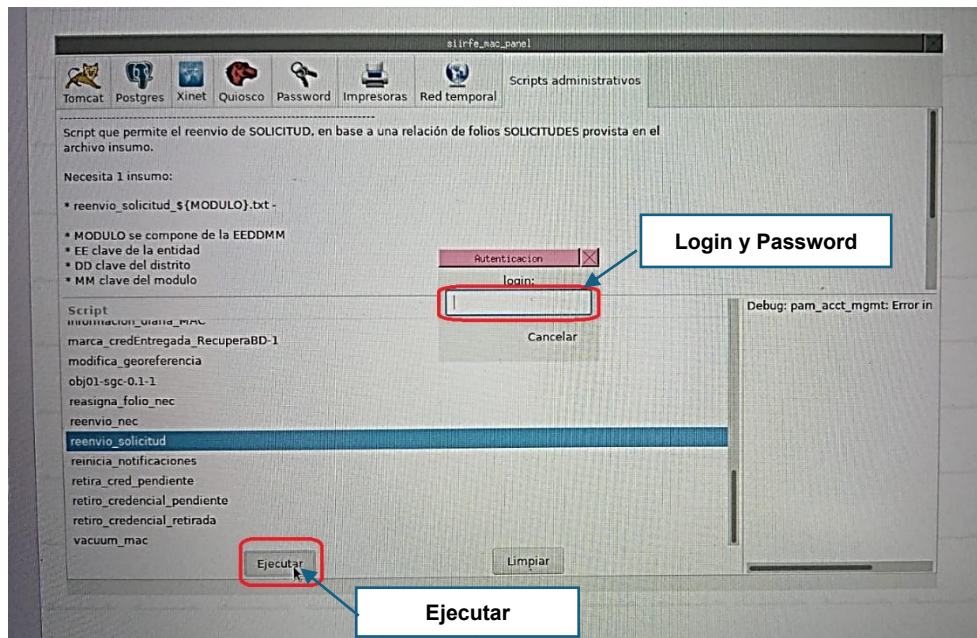 siirfe_mac_panel
Tomcat Postgres Xinet Quiosco Password Impresoras Red temporal Scripts administrativos
Script que permite el reenvio de SOLICITUD, en base a una relación de folios SOLICITUDES provista en el
archivo insumo.
Necesita 1 insumo:
* reenvio_solicitud_${MODULO}.txt -
* MODULO se compone de la EEDDMM
* EE clave de la entidad
* DD clave del distrito
* MM clave del modulo
Login y Password
Autenticacion
login:
Cancelar
Script
marca_credEntregada_RecuperaBD-1
modifica_georeferencia
obj01-sgc-0.1-1
reasigna_folio_nec
reenvio_nec
reenvio_solicitud
reinicia_notificaciones
retira_cred_pendiente
retiro_credencial_pendiente
retiro_credencial_retirada
vacuum_mac
Debug: pam_acct_mgmt: Error in
Ejecutar
Limpiar
Ejecutar